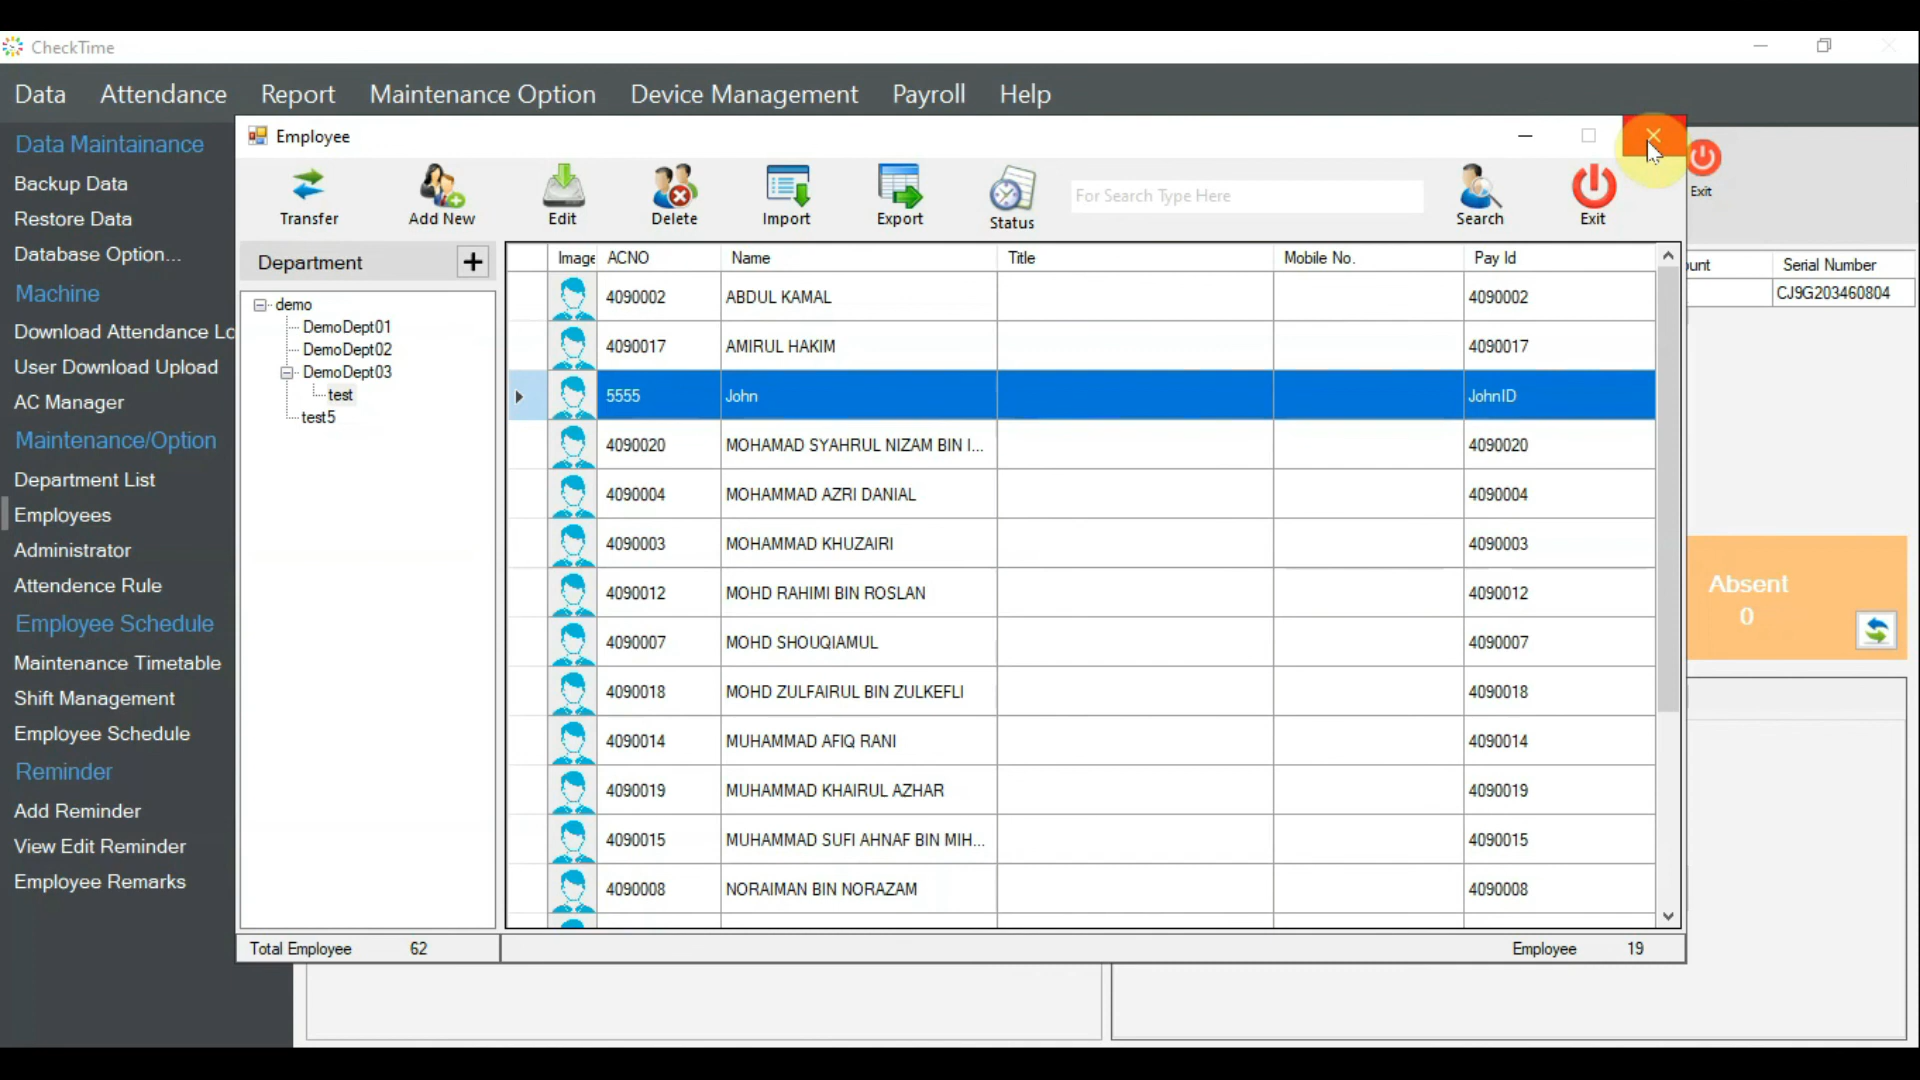 CheckTime
Data Attendance Report Maintenance Option Device Management Payroll Help
Data Maintainance
Backup Data
Restore Data
Database Option...
Machine
Download Attendance Lo
User Download Upload
AC Manager
Maintenance/Option
Department List
Employees
Administrator
Attendence Rule
Employee Schedule
Maintenance Timetable
Shift Management
Employee Schedule
Reminder
Add Reminder
View Edit Reminder
Employee Remarks
Employee
Transfer Add New Edit Delete Import Export Status For Search Type Here Search Exit
Department +
demo
DemoDept01
DemoDept02
DemoDept03
test
test5
Image ACNO Name Title Mobile No. Pay Id
4090002 ABDUL KAMAL 4090002
4090017 AMIRUL HAKIM 4090017
5555 John JohnID
4090020 MOHAMAD SYAHRUL NIZAM BIN I... 4090020
4090004 MOHAMMAD AZRI DANIAL 4090004
4090003 MOHAMMAD KHUZAIRI 4090003
4090012 MOHD RAHIMI BIN ROSLAN 4090012
4090007 MOHD SHOUQIAMUL 4090007
4090018 MOHD ZULFAIRUL BIN ZULKEFLI 4090018
4090014 MUHAMMAD AFIQ RANI 4090014
4090019 MUHAMMAD KHAIRUL AZHAR 4090019
4090015 MUHAMMAD SUFI AHNAF BIN MIH... 4090015
4090008 NORAIMAN BIN NORAZAM 4090008
Total Employee 62 Employee 19
Exit
ount Serial Number
CJ9G203460804
Absent
0